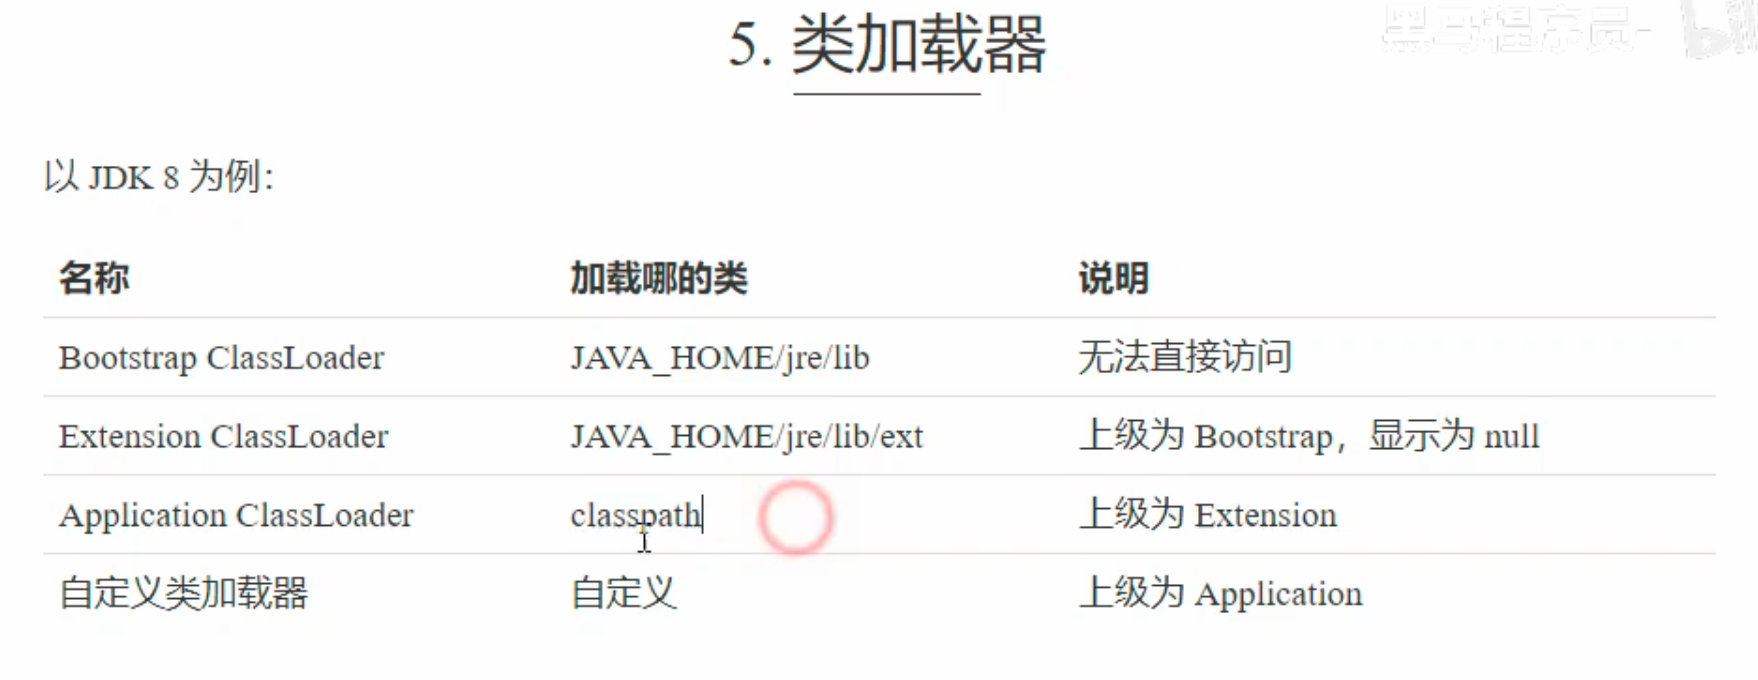 黑马程序员-
5. 类加载器
以 JDK 8 为例：
名称 加载哪的类 说明
Bootstrap ClassLoader JAVA_HOME/jre/lib 无法直接访问
Extension ClassLoader JAVA_HOME/jre/lib/ext 上级为 Bootstrap，显示为 null
Application ClassLoader classpath 上级为 Extension
自定义类加载器 自定义 上级为 Application